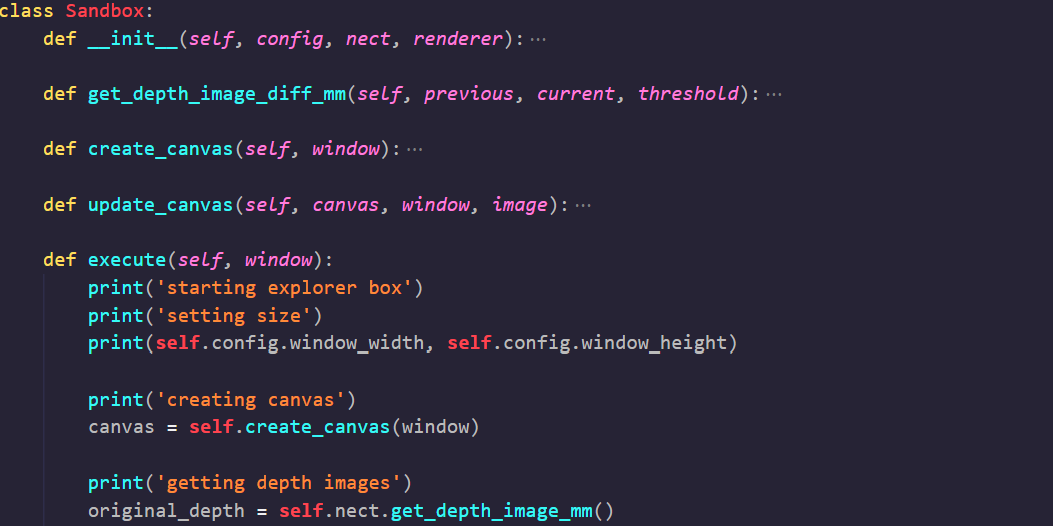 class Sandbox:
    def __init__(self, config, nect, renderer):···
    def get_depth_image_diff_mm(self, previous, current, threshold):···
    def create_canvas(self, window):···
    def update_canvas(self, canvas, window, image):···
    def execute(self, window):
        print('starting explorer box')
        print('setting size')
        print(self.config.window_width, self.config.window_height)
        print('creating canvas')
        canvas = self.create_canvas(window)
        print('getting depth images')
        original_depth = self.nect.get_depth_image_mm()